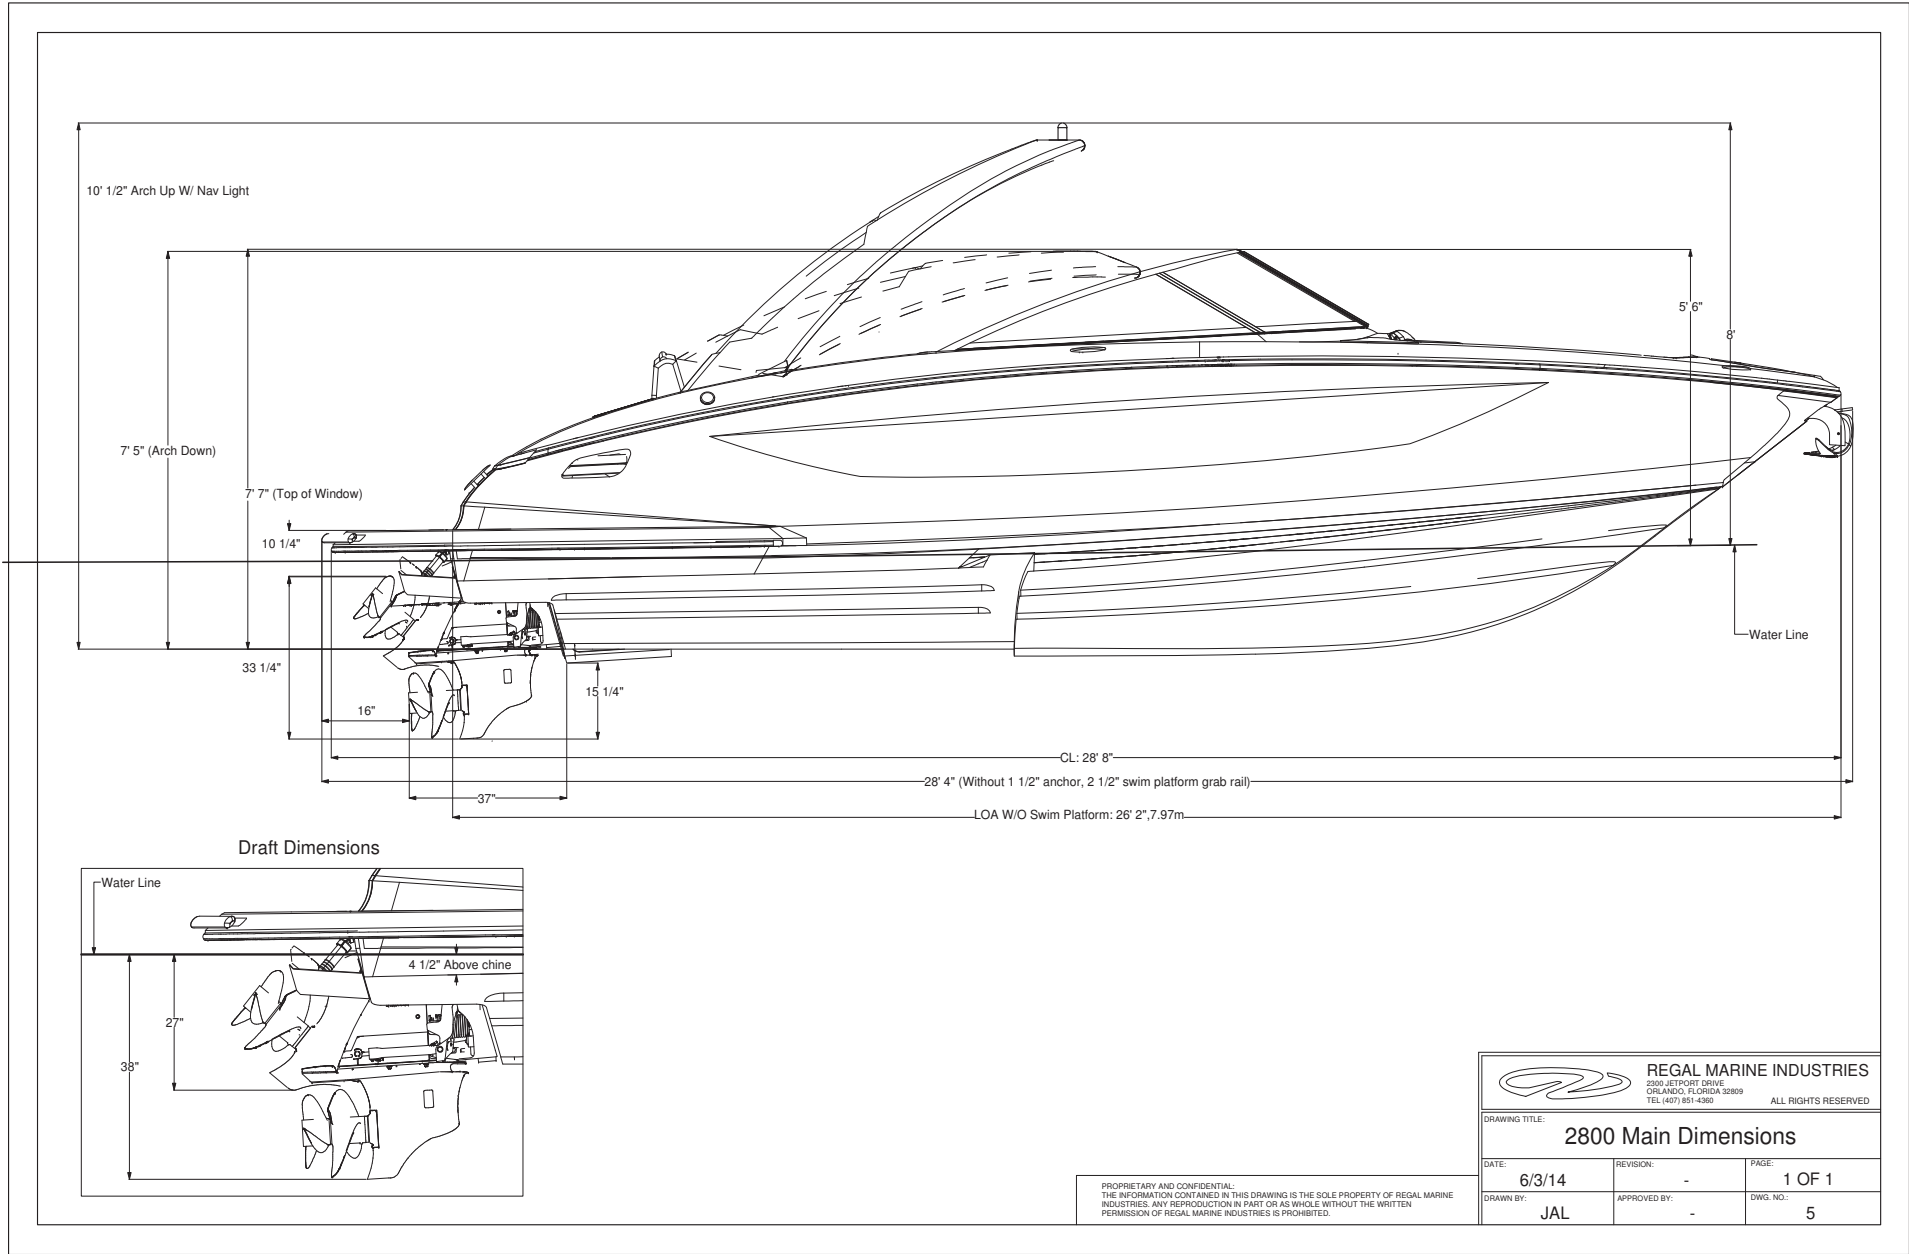 10' 1/2" Arch Up W/ Nav Light
5' 6"
8'
7' 5" (Arch Down)
7' 7" (Top of Window)
10 1/4"
Water Line
33 1/4"
15 1/4"
16"
CL: 28' 8"
28' 4" (Without 1 1/2" anchor, 2 1/2" swim platform grab rail)
37"
LOA W/O Swim Platform: 26' 2",7.97m
Draft Dimensions
Water Line
4 1/2" Above chine
27"
38"
REGAL MARINE INDUSTRIES
2300 JETPORT DRIVE
ORLANDO, FLORIDA 32809
TEL (407) 851-4360
ALL RIGHTS RESERVED
DRAWING TITLE:
2800 Main Dimensions
DATE:
6/3/14
REVISION:
-
PAGE:
1 OF 1
DRAWN BY:
JAL
APPROVED BY:
-
DWG. NO.:
5
PROPRIETARY AND CONFIDENTIAL:
THE INFORMATION CONTAINED IN THIS DRAWING IS THE SOLE PROPERTY OF REGAL MARINE
INDUSTRIES. ANY REPRODUCTION IN PART OR AS WHOLE WITHOUT THE WRITTEN
PERMISSION OF REGAL MARINE INDUSTRIES IS PROHIBITED.